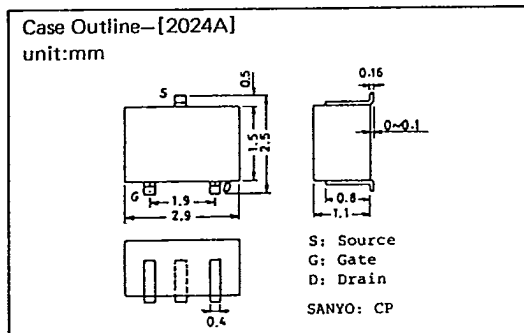 Case Outline–[2024A]
unit:mm
S
0.5
1.5
2.5
G
D
1.9
2.9
0.16
0~0.1
0.8
1.1
0.4
S: Source
G: Gate
D: Drain
SANYO: CP